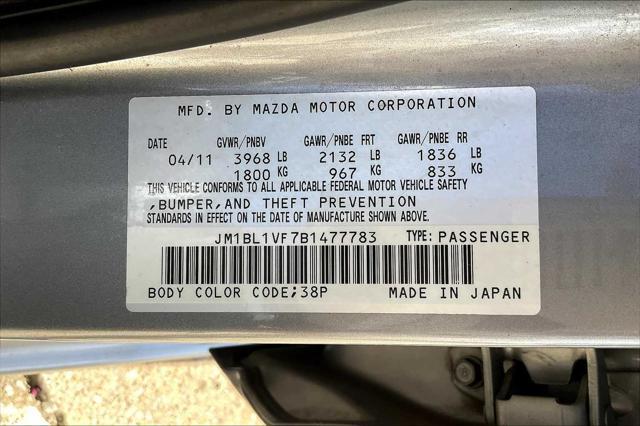 MFD. BY MAZDA MOTOR CORPORATION
DATE GVWR/PNBV GAWR/PNBE FRT GAWR/PNBE RR
04/11 3968 LB 2132 LB 1836 LB
1800 KG 967 KG 833 KG
THIS VEHICLE CONFORMS TO ALL APPLICABLE FEDERAL MOTOR VEHICLE SAFETY
,BUMPER,AND THEFT PREVENTION
STANDARDS IN EFFECT ON THE DATE OF MANUFACTURE SHOWN ABOVE.
JM1BL1VF7B1477783 TYPE:PASSENGER
BODY COLOR CODE;38P MADE IN JAPAN